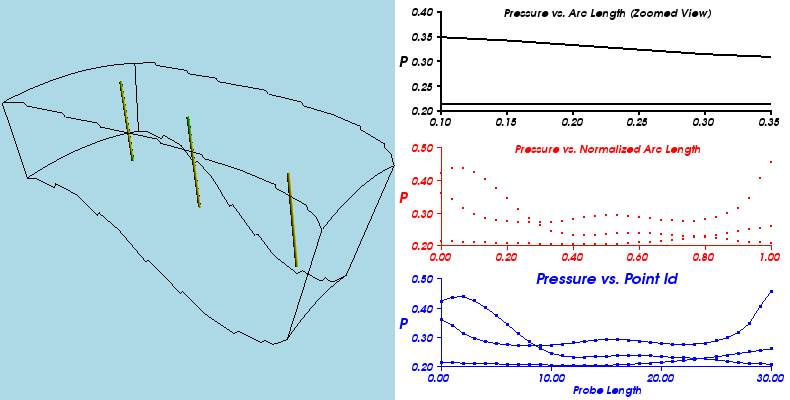 Pressure vs. Arc Length (Zoomed View)
0.40
0.35
P
0.30
0.25
0.20
0.10 0.15 0.20 0.25 0.30 0.35
Pressure vs. Normalized Arc Length
0.50
0.40
P
0.30
0.20
0.00 0.20 0.40 0.60 0.80 1.00
Pressure vs. Point Id
0.50
0.40
P
0.30
0.20
0.00 10.00 20.00 30.00
Probe Length